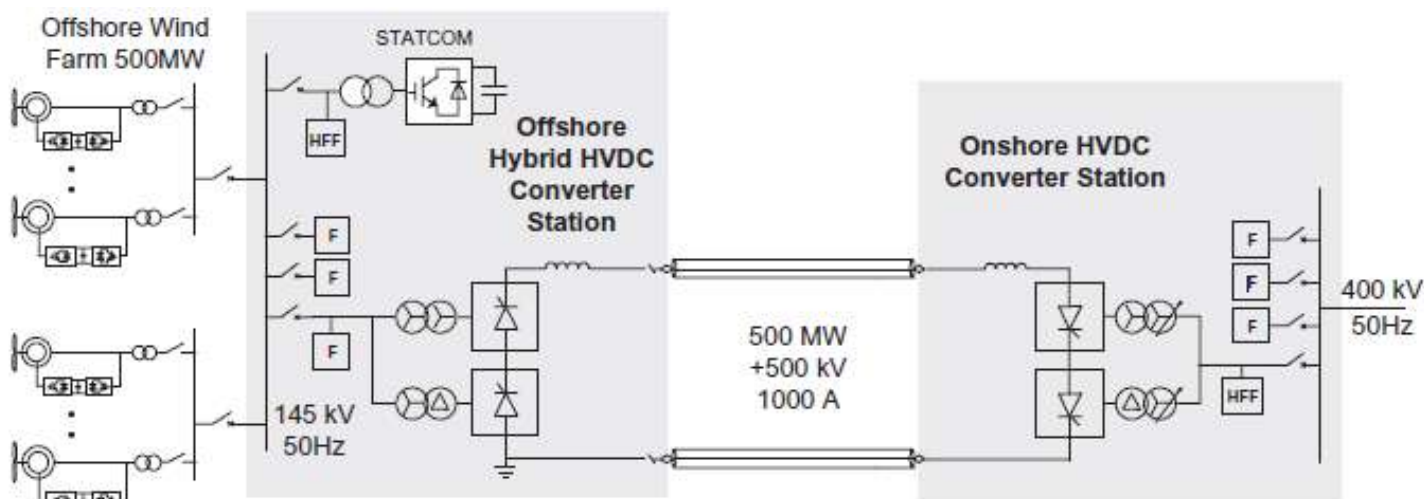 Offshore Wind
Farm 500MW
STATCOM
HFF
Offshore
Hybrid HVDC
Converter
Station
Onshore HVDC
Converter Station
F
F
F
F
F
F
HFF
400 kV
50Hz
500 MW
+500 kV
1000 A
145 kV
50Hz